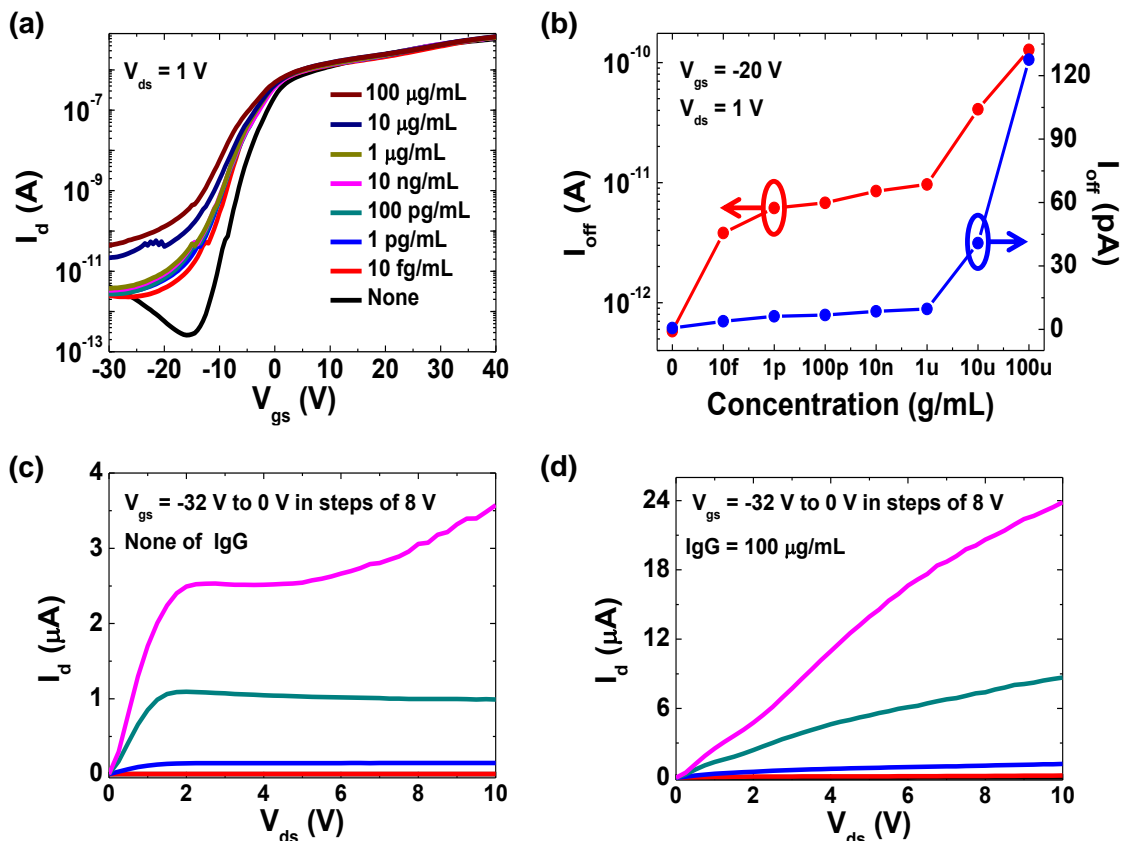 (a)
V_ds = 1 V
100 μg/mL
10 μg/mL
1 μg/mL
10 ng/mL
100 pg/mL
1 pg/mL
10 fg/mL
None
10^-7
10^-9
10^-11
10^-13
I_d (A)
-30 -20 -10 0 10 20 30 40
V_gs (V)
(b)
V_gs = -20 V
V_ds = 1 V
10^-10
10^-11
10^-12
I_off (A)
120
90
60
30
0
I_off (pA)
0 10f 1p 100p 10n 1u 10u 100u
Concentration (g/mL)
(c)
V_gs = -32 V to 0 V in steps of 8 V
None of IgG
4
3
2
1
0
I_d (μA)
0 2 4 6 8 10
V_ds (V)
(d)
V_gs = -32 V to 0 V in steps of 8 V
IgG = 100 μg/mL
24
18
12
6
0
I_d (μA)
0 2 4 6 8 10
V_ds (V)